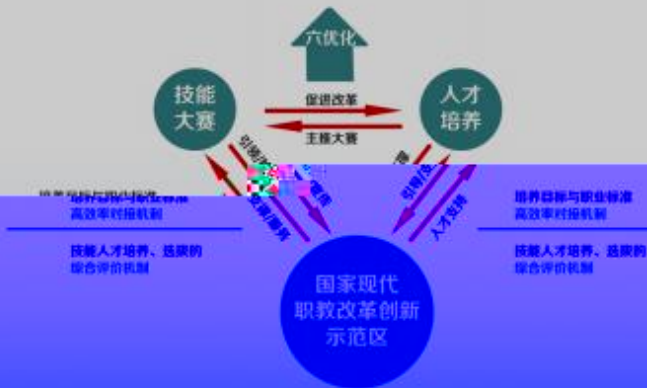 六优化
技能
大赛
促进改革
主推大赛
人才
培养
人才支持
培养目标与职业标准
高效率对接机制
技能人才培养、选拔的
综合评价机制
培养目标与职业标准
高效率对接机制
技能人才培养、选拔的
综合评价机制
国家现代
职教改革创新
示范区